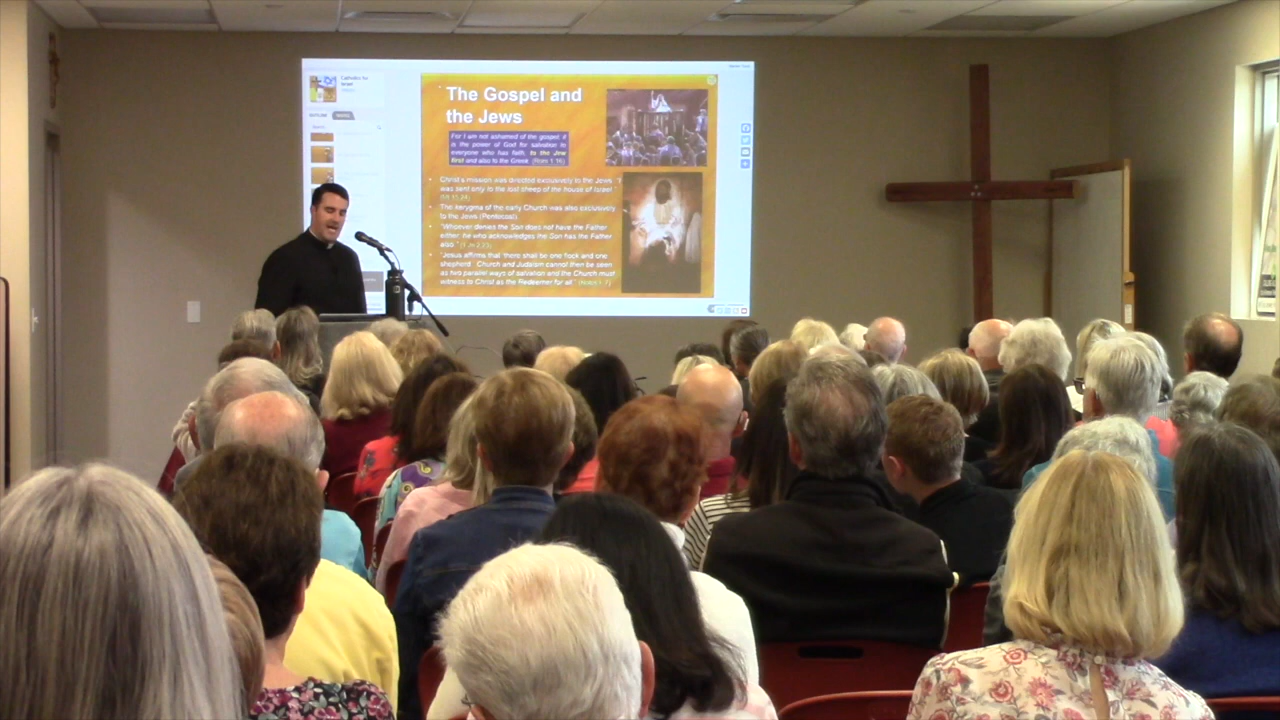 Catholics for
Israel
OUTLINE
The Gospel and
the Jews
For I am not ashamed of the gospel: it
is the power of God for salvation to
everyone who has faith, to the Jew
first and also to the Greek. (Rom 1:16)
• Christ's mission was directed exclusively to the Jews: "I
was sent only to the lost sheep of the house of Israel."
• The kerygma of the early Church was also exclusively
to the Jews (Pentecost).
• "Whoever denies the Son does not have the Father
either; he who acknowledges the Son has the Father
also."
• "Jesus affirms that 'there shall be one flock and one
shepherd.' Church and Judaism cannot then be seen
as two parallel ways of salvation and the Church must
witness to Christ as the Redeemer for all."